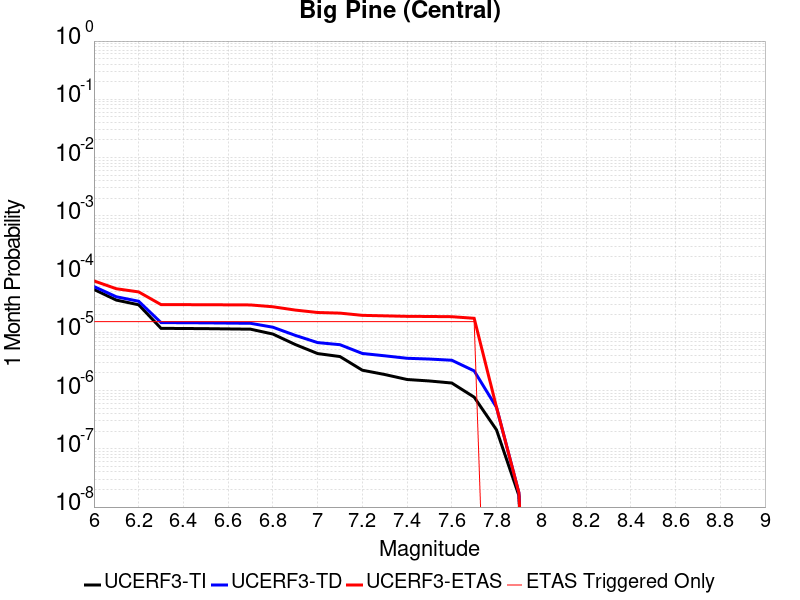 Big Pine (Central)
10^0
10^-1
10^-2
10^-3
10^-4
10^-5
10^-6
10^-7
10^-8
1 Month Probability
6 6.2 6.4 6.6 6.8 7 7.2 7.4 7.6 7.8 8 8.2 8.4 8.6 8.8 9
Magnitude
UCERF3-TI UCERF3-TD UCERF3-ETAS ETAS Triggered Only